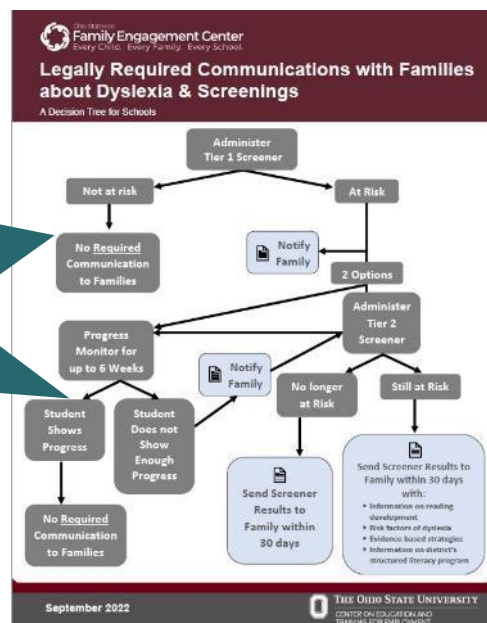 Ohio Statewide
Family Engagement Center
Every Child. Every Family. Every School.
Legally Required Communications with Families
about Dyslexia & Screenings
A Decision Tree for Schools
Administer
Tier 1 Screener
Not at risk
At Risk
No Required
Communication
to Families
Notify
Family
2 Options
Progress
Monitor for
up to 6 Weeks
Administer
Tier 2
Screener
Notify
Family
Student
Shows
Progress
Student
Does not
Show
Enough
Progress
No longer
at Risk
Still at Risk
No Required
Communication
to Families
Send Screener
Results to
Family within
30 days
Send Screener Results to
Family within 30 days
with:
• Information on reading
development
• Risk factors of dyslexia
• Evidence-based strategies
• Information on district's
structured literacy program
September 2022
THE OHIO STATE UNIVERSITY
CENTER ON EDUCATION AND
TRAINING FOR EMPLOYMENT